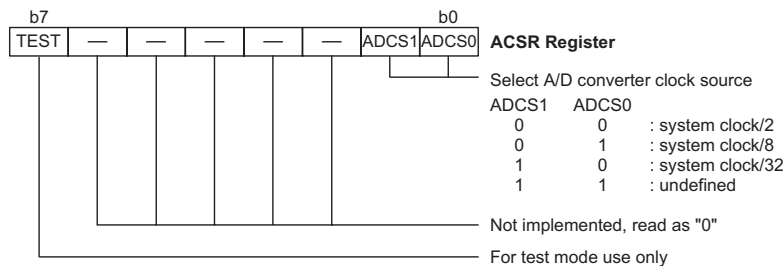 b7 b0
TEST — — — — — ADCS1 ADCS0 ACSR Register
Select A/D converter clock source
ADCS1 ADCS0
0 0 : system clock/2
0 1 : system clock/8
1 0 : system clock/32
1 1 : undefined
Not implemented, read as "0"
For test mode use only